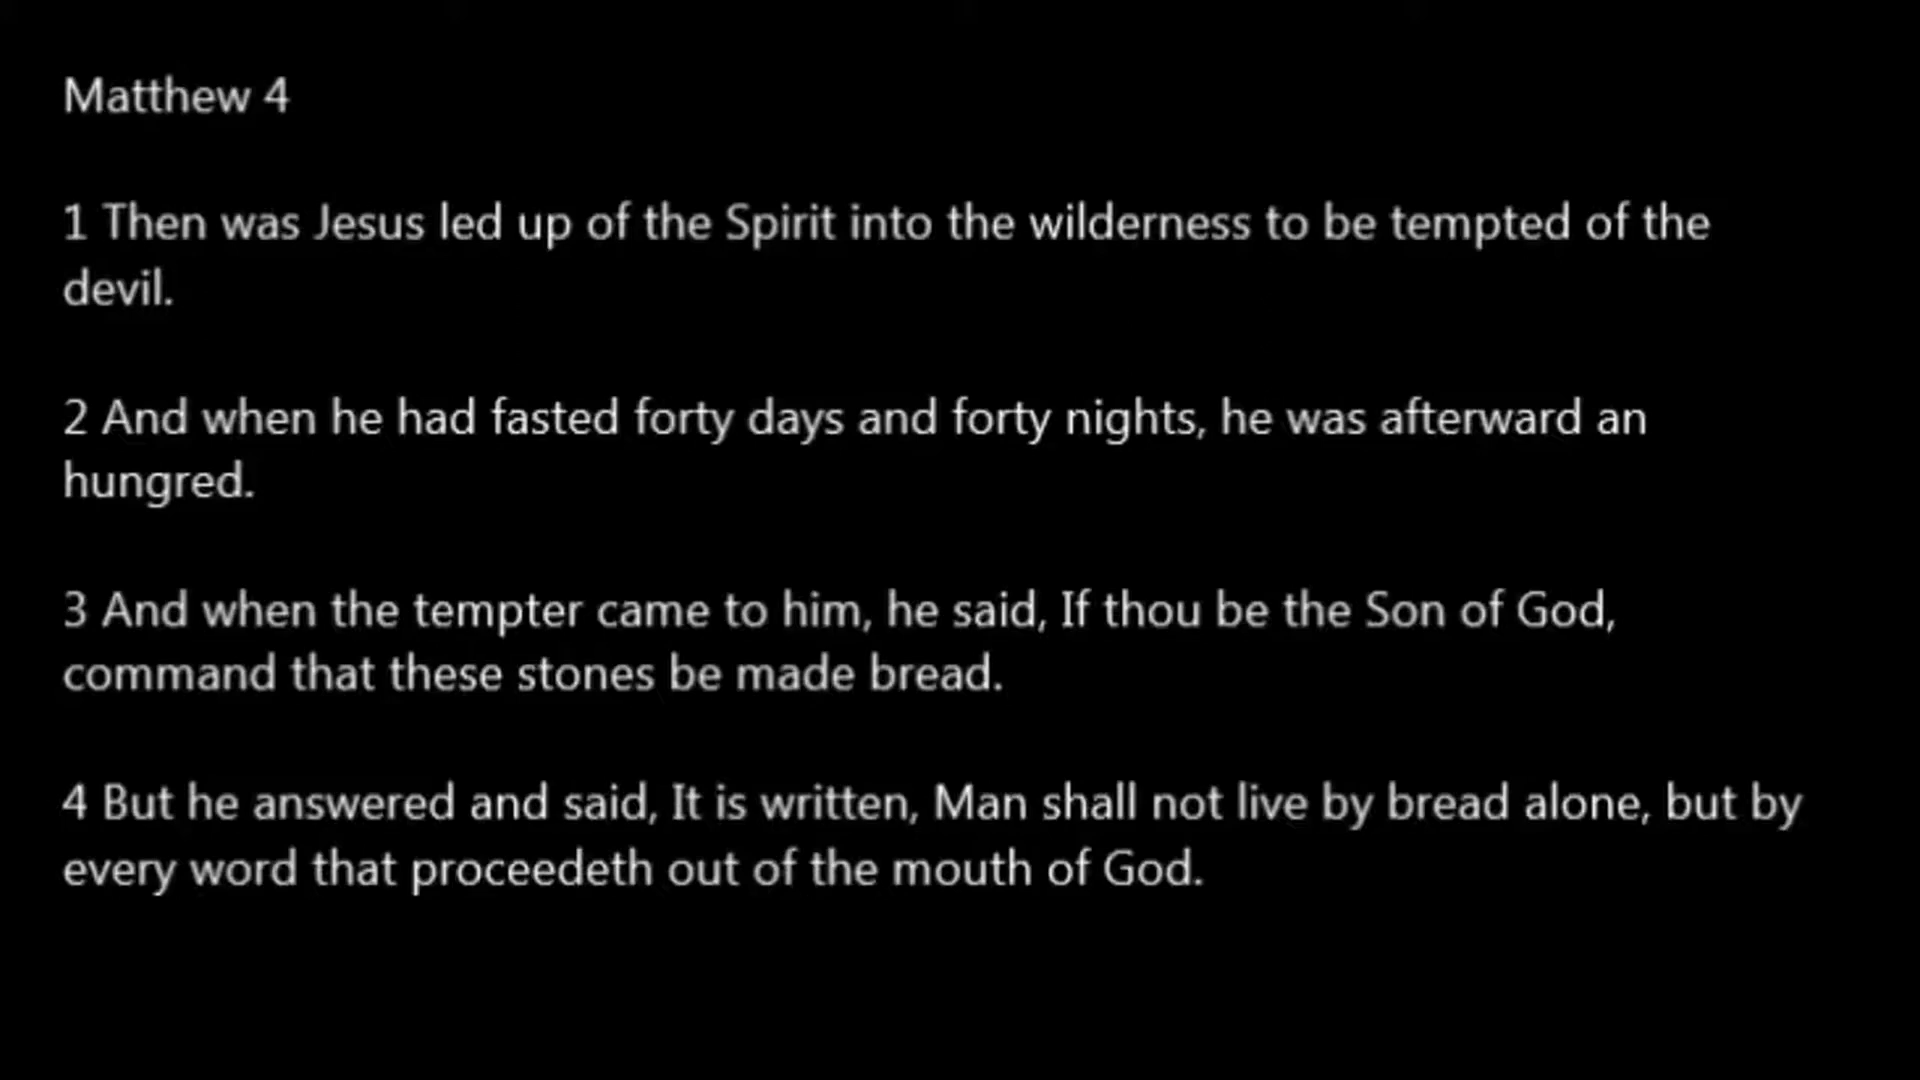 Matthew 4
1 Then was Jesus led up of the Spirit into the wilderness to be tempted of the
devil.
2 And when he had fasted forty days and forty nights, he was afterward an
hungred.
3 And when the tempter came to him, he said, If thou be the Son of God,
command that these stones be made bread.
4 But he answered and said, It is written, Man shall not live by bread alone, but by
every word that proceedeth out of the mouth of God.